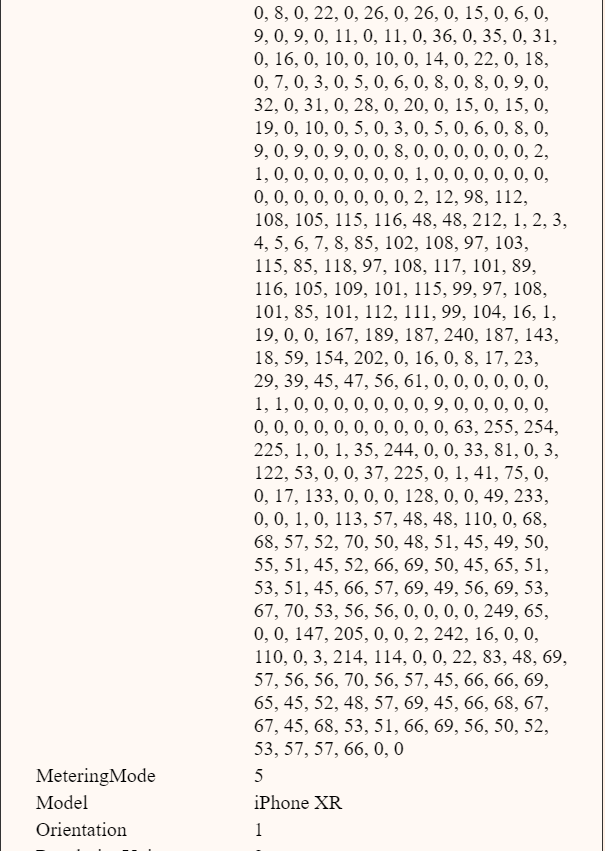 0, 8, 0, 22, 0, 26, 0, 26, 0, 15, 0, 6, 0,
9, 0, 9, 0, 11, 0, 11, 0, 36, 0, 35, 0, 31,
0, 16, 0, 10, 0, 10, 0, 14, 0, 22, 0, 18,
0, 7, 0, 3, 0, 5, 0, 6, 0, 8, 0, 8, 0, 9, 0,
32, 0, 31, 0, 28, 0, 20, 0, 15, 0, 15, 0,
19, 0, 10, 0, 5, 0, 3, 0, 5, 0, 6, 0, 8, 0,
9, 0, 9, 0, 9, 0, 0, 8, 0, 0, 0, 0, 0, 0, 2,
1, 0, 0, 0, 0, 0, 0, 0, 1, 0, 0, 0, 0, 0, 0,
0, 0, 0, 0, 0, 0, 0, 0, 2, 12, 98, 112,
108, 105, 115, 116, 48, 48, 212, 1, 2, 3,
4, 5, 6, 7, 8, 85, 102, 108, 97, 103,
115, 85, 118, 97, 108, 117, 101, 89,
116, 105, 109, 101, 115, 99, 97, 108,
101, 85, 101, 112, 111, 99, 104, 16, 1,
19, 0, 0, 167, 189, 187, 240, 187, 143,
18, 59, 154, 202, 0, 16, 0, 8, 17, 23,
29, 39, 45, 47, 56, 61, 0, 0, 0, 0, 0, 0,
1, 1, 0, 0, 0, 0, 0, 0, 0, 9, 0, 0, 0, 0, 0,
0, 0, 0, 0, 0, 0, 0, 0, 0, 0, 63, 255, 254,
225, 1, 0, 1, 35, 244, 0, 0, 33, 81, 0, 3,
122, 53, 0, 0, 37, 225, 0, 1, 41, 75, 0,
0, 17, 133, 0, 0, 0, 128, 0, 0, 49, 233,
0, 0, 1, 0, 113, 57, 48, 48, 110, 0, 68,
68, 57, 52, 70, 50, 48, 51, 45, 49, 50,
55, 51, 45, 52, 66, 69, 50, 45, 65, 51,
53, 51, 45, 66, 57, 69, 49, 56, 69, 53,
67, 70, 53, 56, 56, 0, 0, 0, 0, 249, 65,
0, 0, 147, 205, 0, 0, 2, 242, 16, 0, 0,
110, 0, 3, 214, 114, 0, 0, 22, 83, 48, 69,
57, 56, 56, 70, 56, 57, 45, 66, 66, 69,
65, 45, 52, 48, 57, 69, 45, 66, 68, 67,
67, 45, 68, 53, 51, 66, 69, 56, 50, 52,
53, 57, 57, 66, 0, 0
MeteringMode 5
Model iPhone XR
Orientation 1